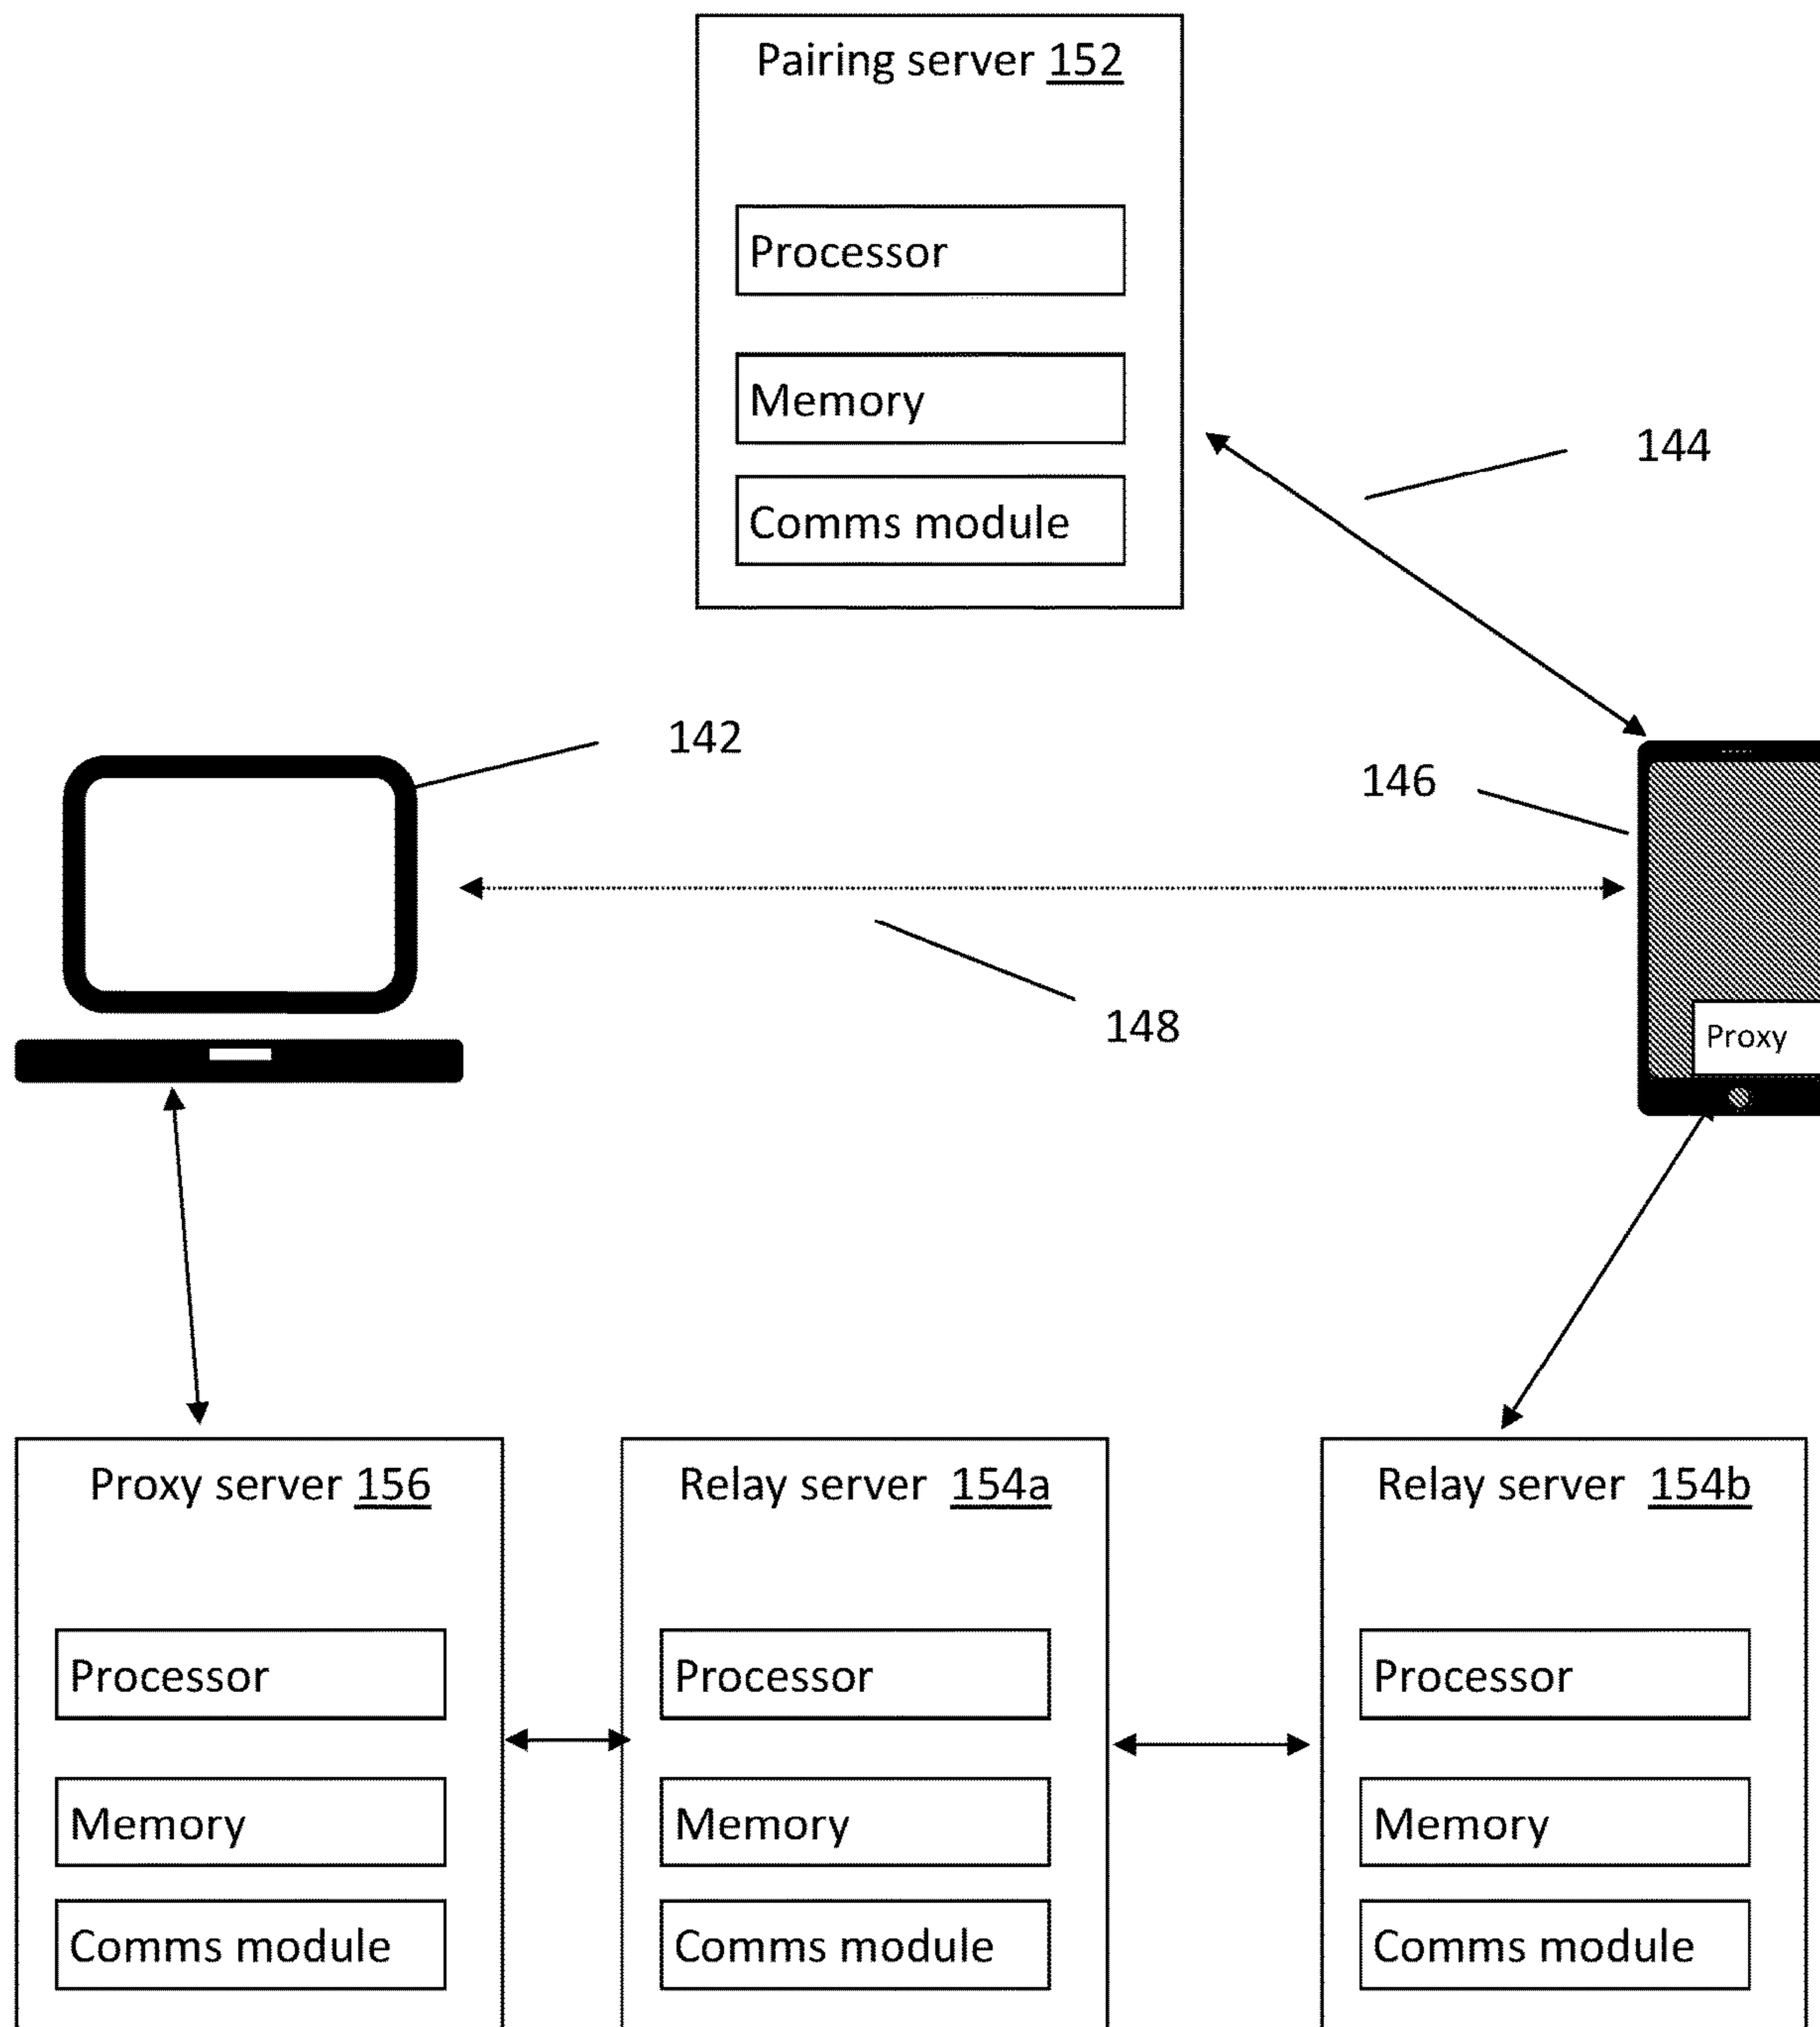 Pairing server 152
Processor
Memory
Comms module
144
142
146
148
Proxy
Proxy server 156
Processor
Memory
Comms module
Relay server 154a
Processor
Memory
Comms module
Relay server 154b
Processor
Memory
Comms module